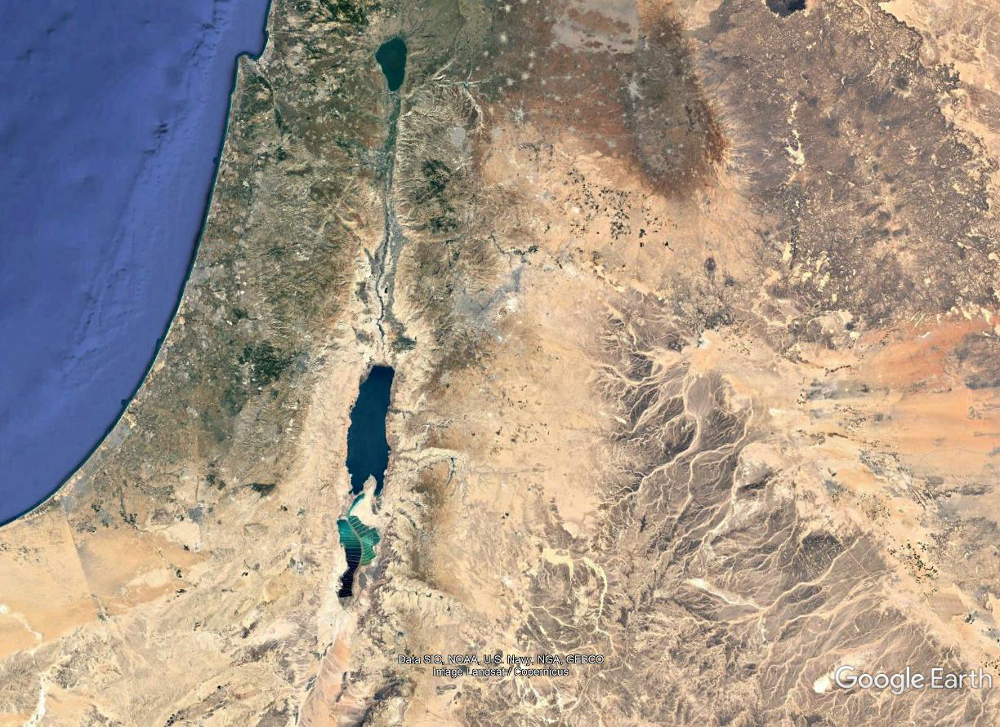 Data SIO, NOAA, U.S. Navy, NGA, GEBCO
Image Landsat / Copernicus
Google Earth